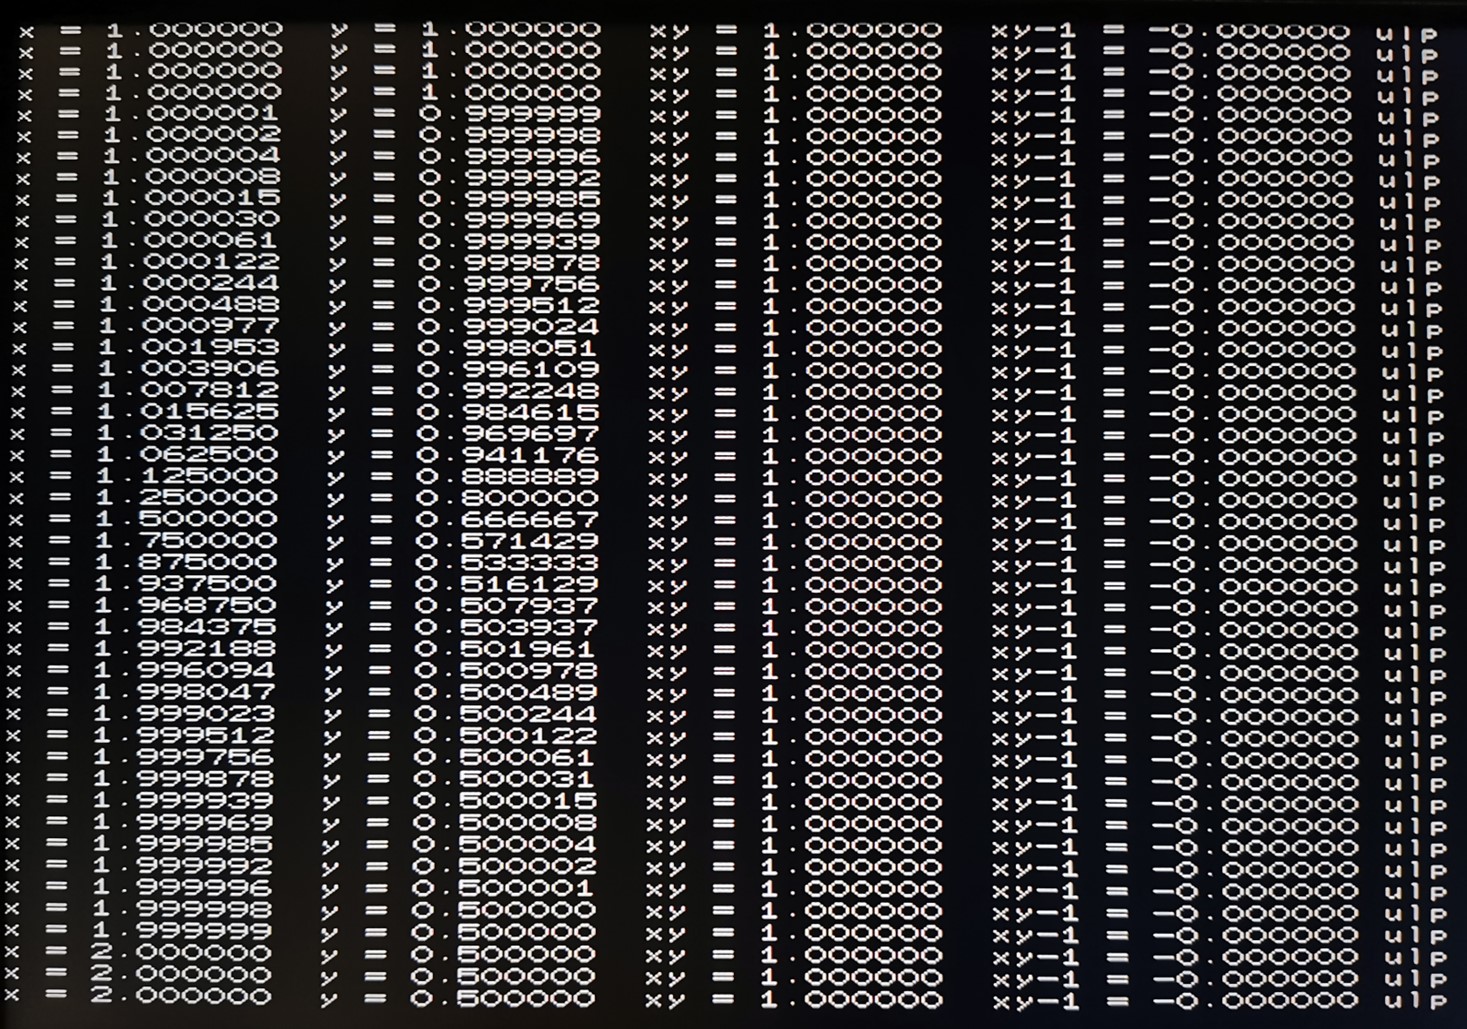 x = 1.000000 y = 1.000000 xy = 1.000000 xy-1 = -0.000000 ulp
x = 1.000000 y = 1.000000 xy = 1.000000 xy-1 = -0.000000 ulp
x = 1.000000 y = 1.000000 xy = 1.000000 xy-1 = -0.000000 ulp
x = 1.000000 y = 1.000000 xy = 1.000000 xy-1 = -0.000000 ulp
x = 1.000001 y = 0.999999 xy = 1.000000 xy-1 = -0.000000 ulp
x = 1.000002 y = 0.999998 xy = 1.000000 xy-1 = -0.000000 ulp
x = 1.000004 y = 0.999996 xy = 1.000000 xy-1 = -0.000000 ulp
x = 1.000008 y = 0.999992 xy = 1.000000 xy-1 = -0.000000 ulp
x = 1.000015 y = 0.999985 xy = 1.000000 xy-1 = -0.000000 ulp
x = 1.000030 y = 0.999969 xy = 1.000000 xy-1 = -0.000000 ulp
x = 1.000061 y = 0.999939 xy = 1.000000 xy-1 = -0.000000 ulp
x = 1.000122 y = 0.999878 xy = 1.000000 xy-1 = -0.000000 ulp
x = 1.000244 y = 0.999756 xy = 1.000000 xy-1 = -0.000000 ulp
x = 1.000488 y = 0.999512 xy = 1.000000 xy-1 = -0.000000 ulp
x = 1.000977 y = 0.999024 xy = 1.000000 xy-1 = -0.000000 ulp
x = 1.001953 y = 0.998051 xy = 1.000000 xy-1 = -0.000000 ulp
x = 1.003906 y = 0.996109 xy = 1.000000 xy-1 = -0.000000 ulp
x = 1.007812 y = 0.992248 xy = 1.000000 xy-1 = -0.000000 ulp
x = 1.015625 y = 0.984615 xy = 1.000000 xy-1 = -0.000000 ulp
x = 1.031250 y = 0.969697 xy = 1.000000 xy-1 = -0.000000 ulp
x = 1.062500 y = 0.941176 xy = 1.000000 xy-1 = -0.000000 ulp
x = 1.125000 y = 0.888889 xy = 1.000000 xy-1 = -0.000000 ulp
x = 1.250000 y = 0.800000 xy = 1.000000 xy-1 = -0.000000 ulp
x = 1.500000 y = 0.666667 xy = 1.000000 xy-1 = -0.000000 ulp
x = 1.750000 y = 0.571429 xy = 1.000000 xy-1 = -0.000000 ulp
x = 1.875000 y = 0.533333 xy = 1.000000 xy-1 = -0.000000 ulp
x = 1.937500 y = 0.516129 xy = 1.000000 xy-1 = -0.000000 ulp
x = 1.968750 y = 0.507937 xy = 1.000000 xy-1 = -0.000000 ulp
x = 1.984375 y = 0.503937 xy = 1.000000 xy-1 = -0.000000 ulp
x = 1.992188 y = 0.501961 xy = 1.000000 xy-1 = -0.000000 ulp
x = 1.996094 y = 0.500978 xy = 1.000000 xy-1 = -0.000000 ulp
x = 1.998047 y = 0.500489 xy = 1.000000 xy-1 = -0.000000 ulp
x = 1.999023 y = 0.500244 xy = 1.000000 xy-1 = -0.000000 ulp
x = 1.999512 y = 0.500122 xy = 1.000000 xy-1 = -0.000000 ulp
x = 1.999756 y = 0.500061 xy = 1.000000 xy-1 = -0.000000 ulp
x = 1.999878 y = 0.500031 xy = 1.000000 xy-1 = -0.000000 ulp
x = 1.999939 y = 0.500015 xy = 1.000000 xy-1 = -0.000000 ulp
x = 1.999969 y = 0.500008 xy = 1.000000 xy-1 = -0.000000 ulp
x = 1.999985 y = 0.500004 xy = 1.000000 xy-1 = -0.000000 ulp
x = 1.999992 y = 0.500002 xy = 1.000000 xy-1 = -0.000000 ulp
x = 1.999996 y = 0.500001 xy = 1.000000 xy-1 = -0.000000 ulp
x = 1.999998 y = 0.500000 xy = 1.000000 xy-1 = -0.000000 ulp
x = 1.999999 y = 0.500000 xy = 1.000000 xy-1 = -0.000000 ulp
x = 2.000000 y = 0.500000 xy = 1.000000 xy-1 = -0.000000 ulp
x = 2.000000 y = 0.500000 xy = 1.000000 xy-1 = -0.000000 ulp
x = 2.000000 y = 0.500000 xy = 1.000000 xy-1 = -0.000000 ulp